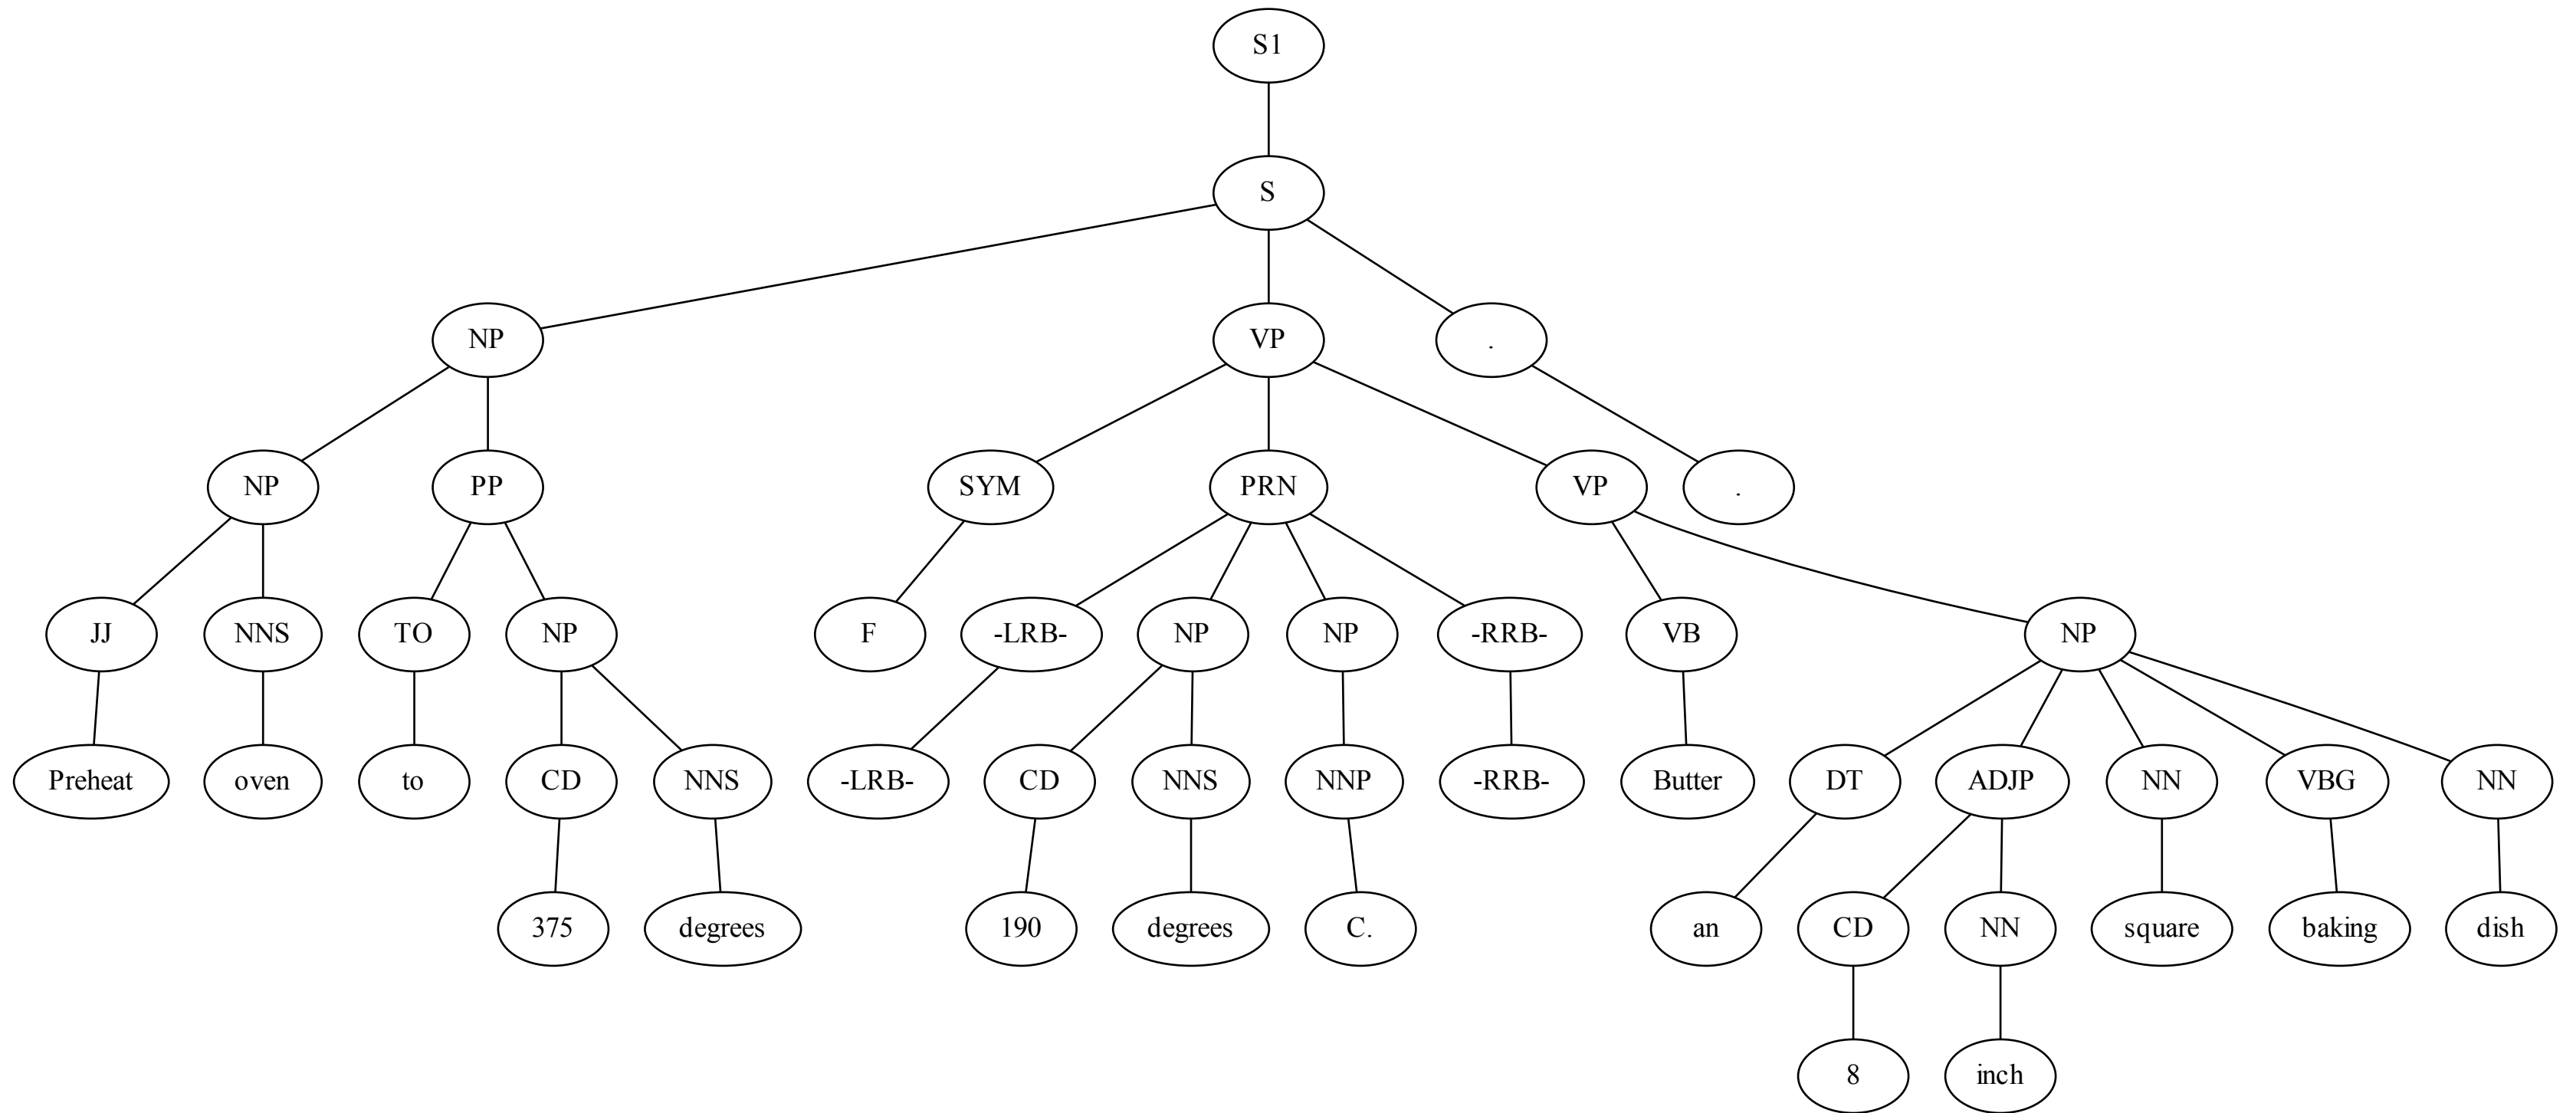 S1
S
NP VP .
NP PP SYM PRN VP .
JJ NNS TO NP F -LRB- NP NP -RRB- VB NP
Preheat oven to CD NNS -LRB- CD NNS NNP -RRB- Butter DT ADJP NN VBG NN
375 degrees 190 degrees C. an CD NN square baking dish
8 inch